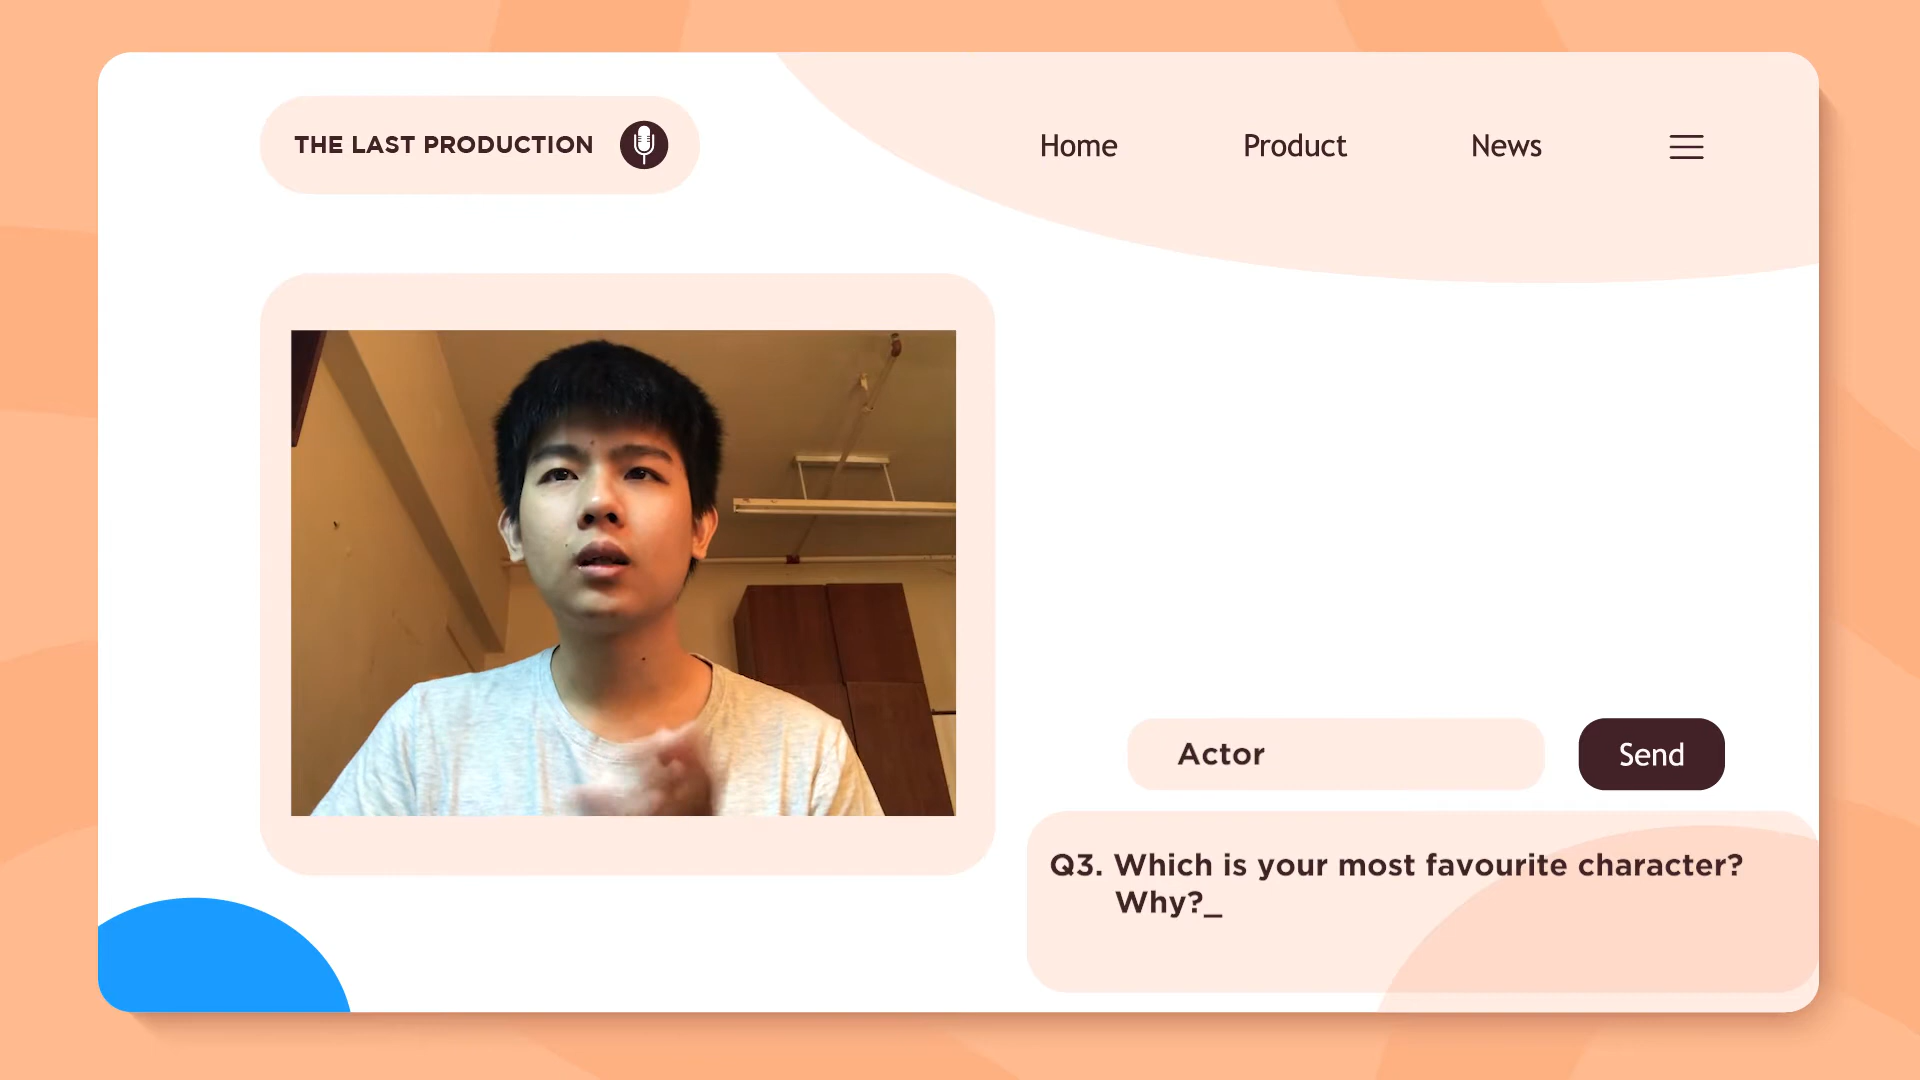 THE LAST PRODUCTION
Home
Product
News
Actor
Send
Q3. Which is your most favourite character?
Why?_